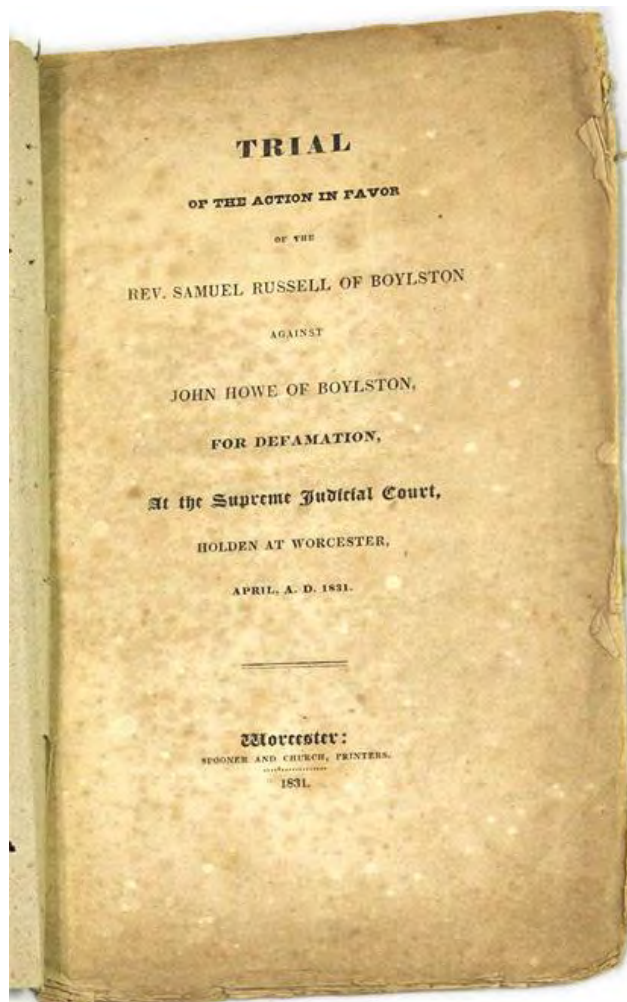 TRIAL
OF THE ACTION IN FAVOR
OF THE
REV. SAMUEL RUSSELL OF BOYLSTON
AGAINST
JOHN HOWE OF BOYLSTON,
FOR DEFAMATION,
At the Supreme Judicial Court,
HOLDEN AT WORCESTER,
APRIL, A. D. 1831.
Worcester:
SPOONER AND CHURCH, PRINTERS.
1831.